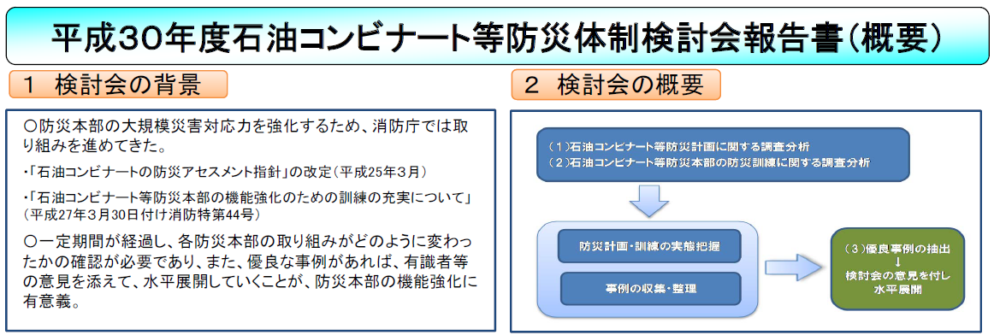 平成30年度石油コンビナート等防災体制検討会報告書(概要)
1 検討会の背景
○防災本部の大規模災害対応力を強化するため、消防庁では取
り組みを進めてきた。
・「石油コンビナートの防災アセスメント指針」の改定(平成25年3月)
・「石油コンビナート等防災本部の機能強化のための訓練の充実について」
(平成27年3月30日付け消防特第44号)
○一定期間が経過し、各防災本部の取り組みがどのように変わっ
たかの確認が必要であり、また、優良な事例があれば、有識者等
の意見を添えて、水平展開していくことが、防災本部の機能強化に
有意義。
2 検討会の概要
(1)石油コンビナート等防災計画に関する調査分析
(2)石油コンビナート等防災本部の防災訓練に関する調査分析
防災計画・訓練の実態把握
事例の収集・整理
(3)優良事例の抽出
↓
検討会の意見を付し
水平展開